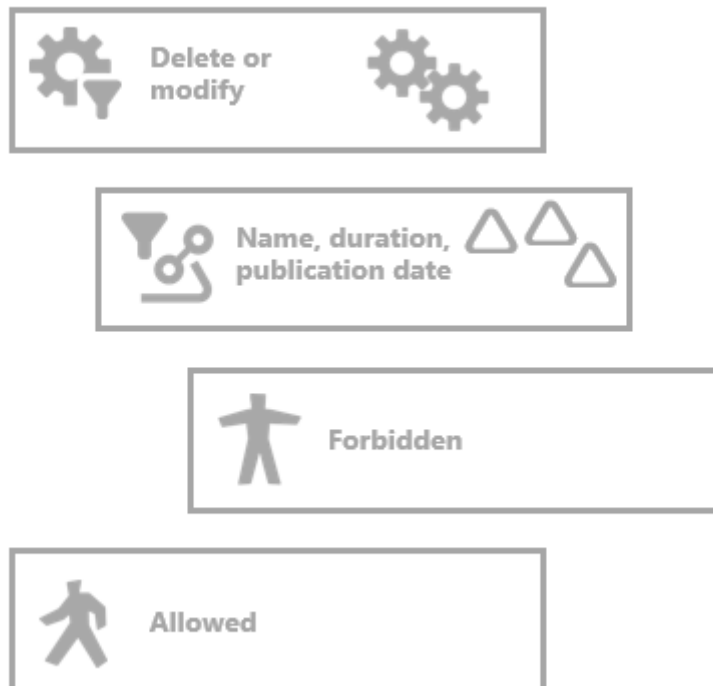 Delete or
modify
Name, duration,
publication date
Forbidden
Allowed